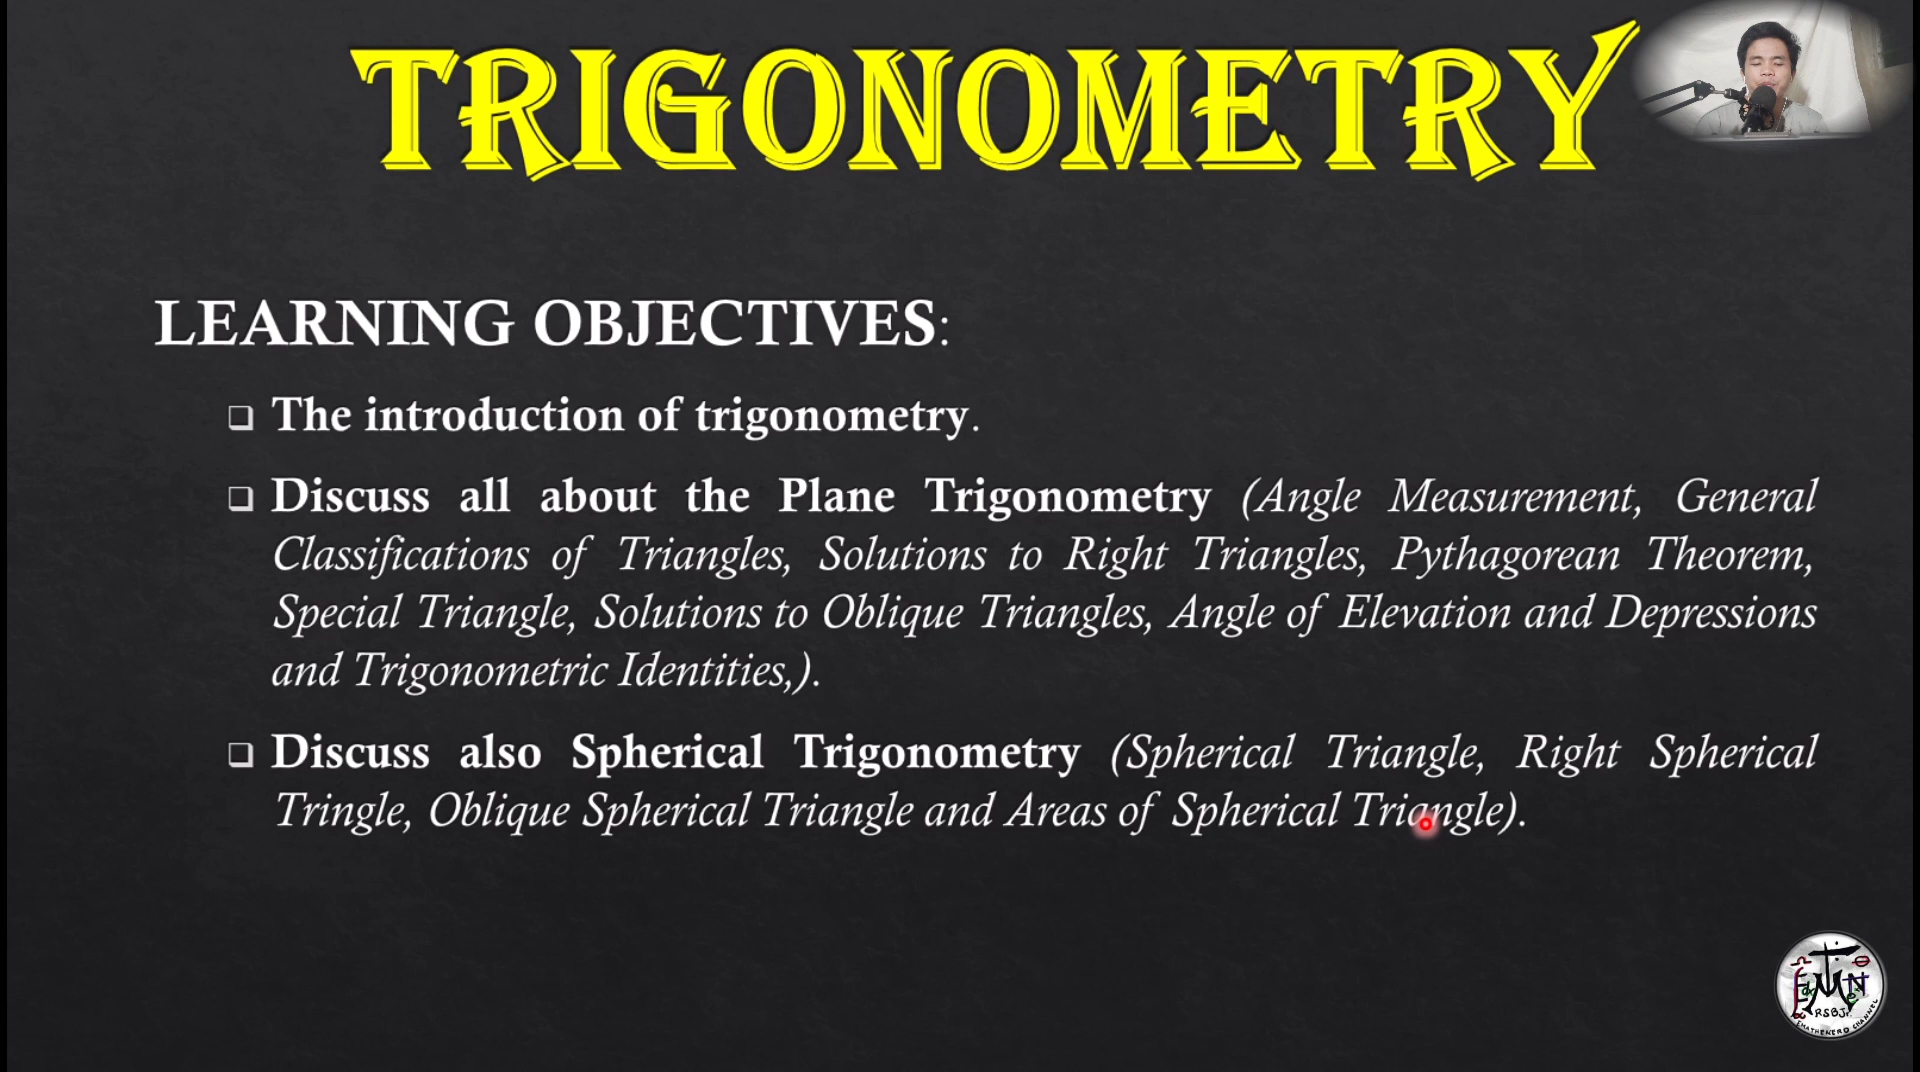 TRIGONOMETRY
LEARNING OBJECTIVES:
The introduction of trigonometry.
Discuss all about the Plane Trigonometry (Angle Measurement, General
Classifications of Triangles, Solutions to Right Triangles, Pythagorean Theorem,
Special Triangle, Solutions to Oblique Triangles, Angle of Elevation and Depressions
and Trigonometric Identities,).
Discuss also Spherical Trigonometry (Spherical Triangle, Right Spherical
Tringle, Oblique Spherical Triangle and Areas of Spherical Triangle).